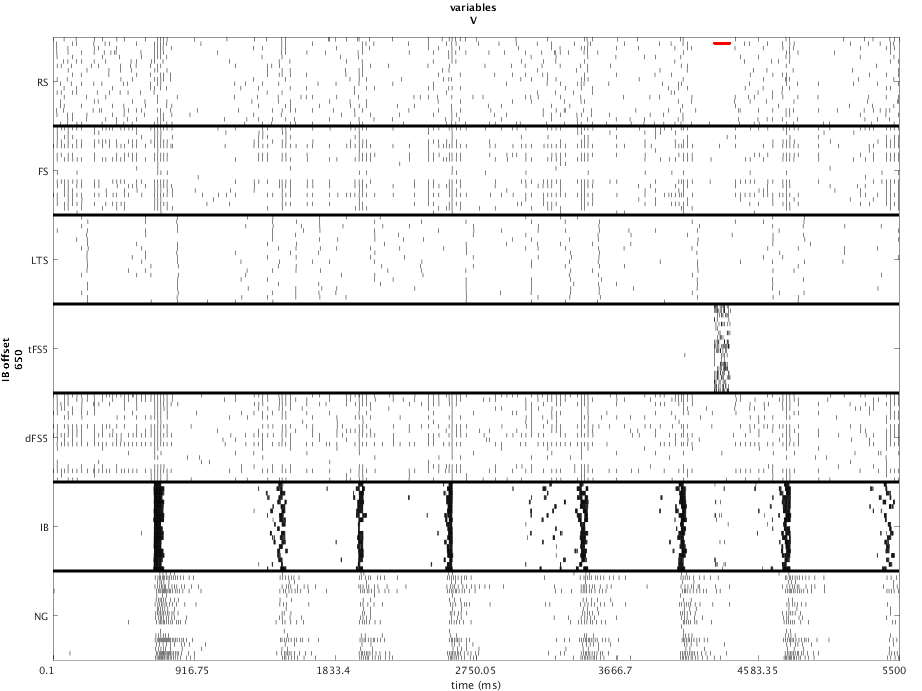 variables
V
RS
FS
LTS
tFS5
dFS5
IB
NG
IB offset
650
0.1 916.75 1833.4 2750.05 3666.7 4583.35 5500
time (ms)